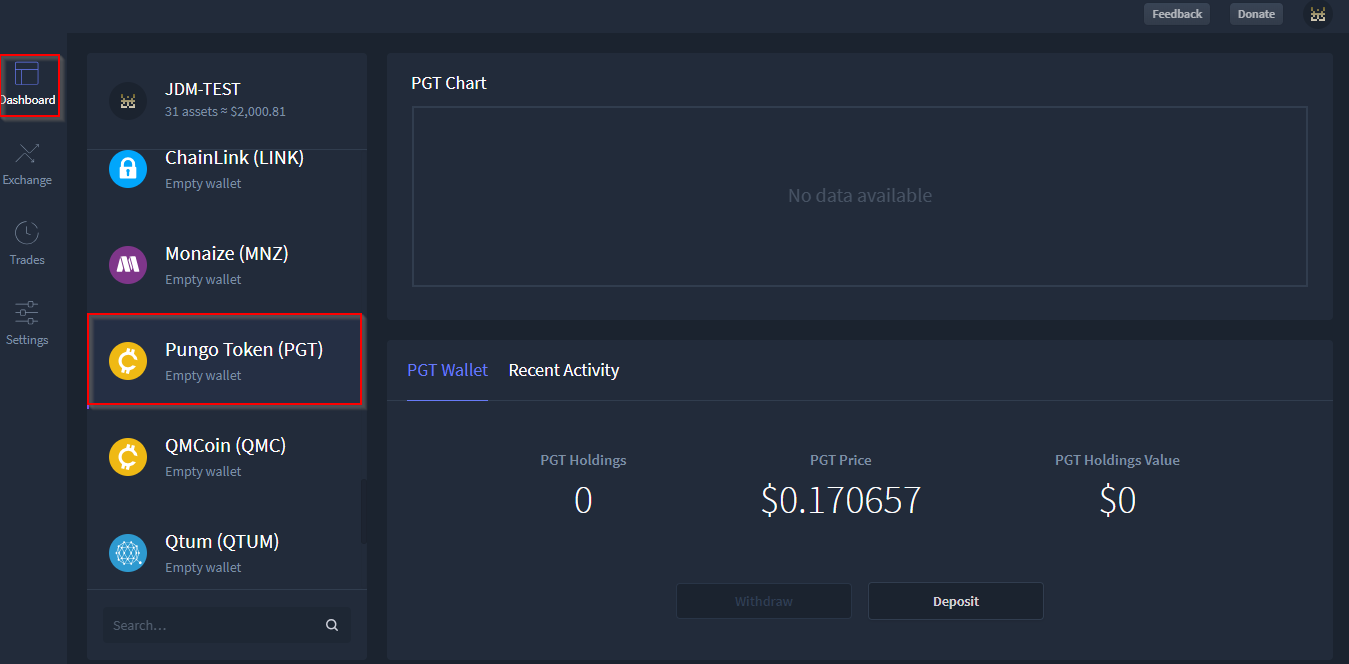 Feedback
Donate
Dashboard
Exchange
Trades
Settings
JDM-TEST
31 assets ≈ $2,000.81
ChainLink (LINK)
Empty wallet
Monaize (MNZ)
Empty wallet
Pungo Token (PGT)
Empty wallet
QMCoin (QMC)
Empty wallet
Qtum (QTUM)
Empty wallet
Search...
PGT Chart
No data available
PGT Wallet
Recent Activity
PGT Holdings
0
PGT Price
$0.170657
PGT Holdings Value
$0
Withdraw
Deposit